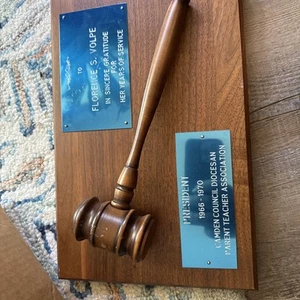 TO
FLORENCE S. VOLPE
IN SINCERE GRATITUDE
FOR
HER YEARS OF SERVICE
PRESIDENT
1966 - 1970
CAMDEN COUNCIL DIOCESAN
PARENT TEACHER ASSOCIATION